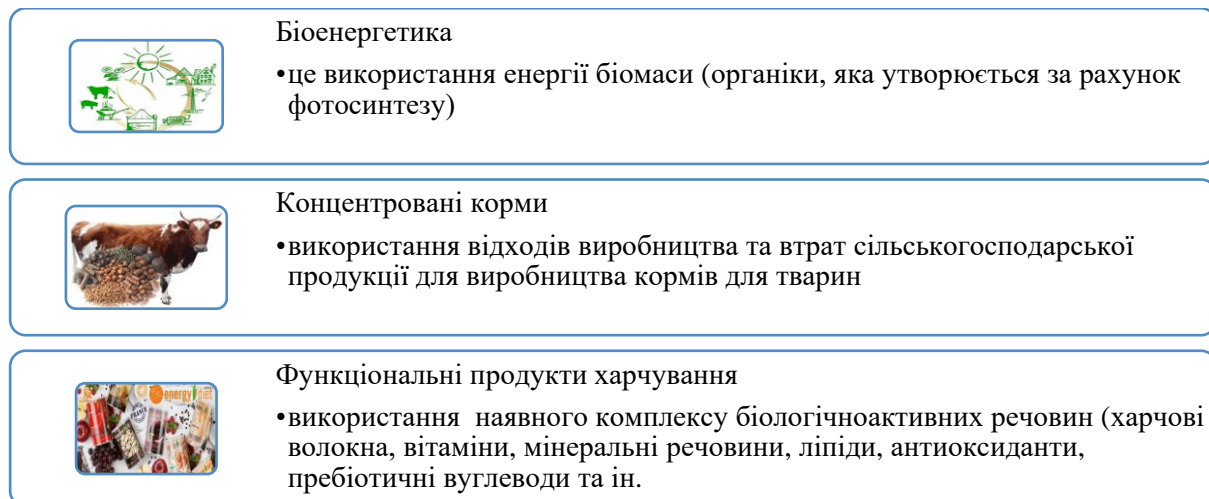 Біоенергетика
•це використання енергії біомаси (органіки, яка утворюється за рахунок
фотосинтезу)
Концентровані корми
•використання відходів виробництва та втрат сільськогосподарської
продукції для виробництва кормів для тварин
energy diet
Функціональні продукти харчування
•використання наявного комплексу біологічноактивних речовин (харчові
волокна, вітаміни, мінеральні речовини, ліпіди, антиоксиданти,
пребіотичні вуглеводи та ін.